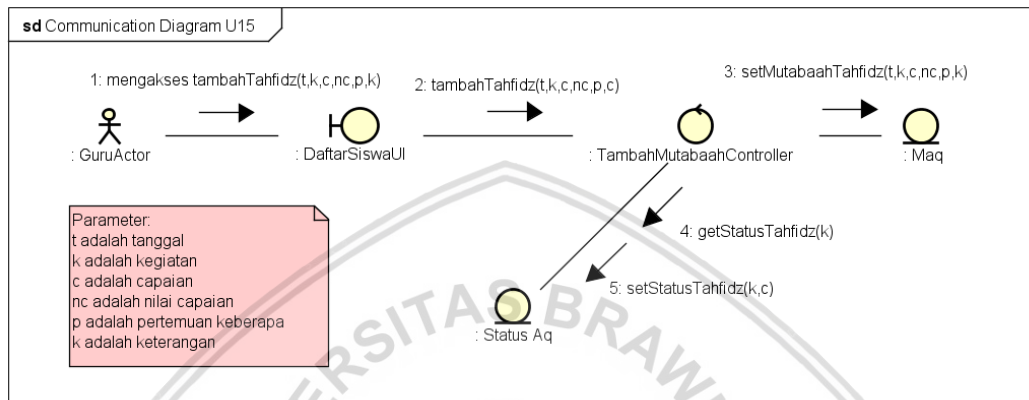 sd Communication Diagram U15
1: mengakses tambahTahfidz(t,k,c,nc,p,k)
2: tambahTahfidz(t,k,c,nc,p,c)
3: setMutabaahTahfidz(t,k,c,nc,p,k)
: GuruActor
: DaftarSiswaUI
: TambahMutabaahController
: Maq
Parameter:
t adalah tanggal
k adalah kegiatan
c adalah capaian
nc adalah nilai capaian
p adalah pertemuan keberapa
k adalah keterangan
4: getStatusTahfidz(k)
5: setStatusTahfidz(k,c)
: Status Aq
ERSITAS BRAW